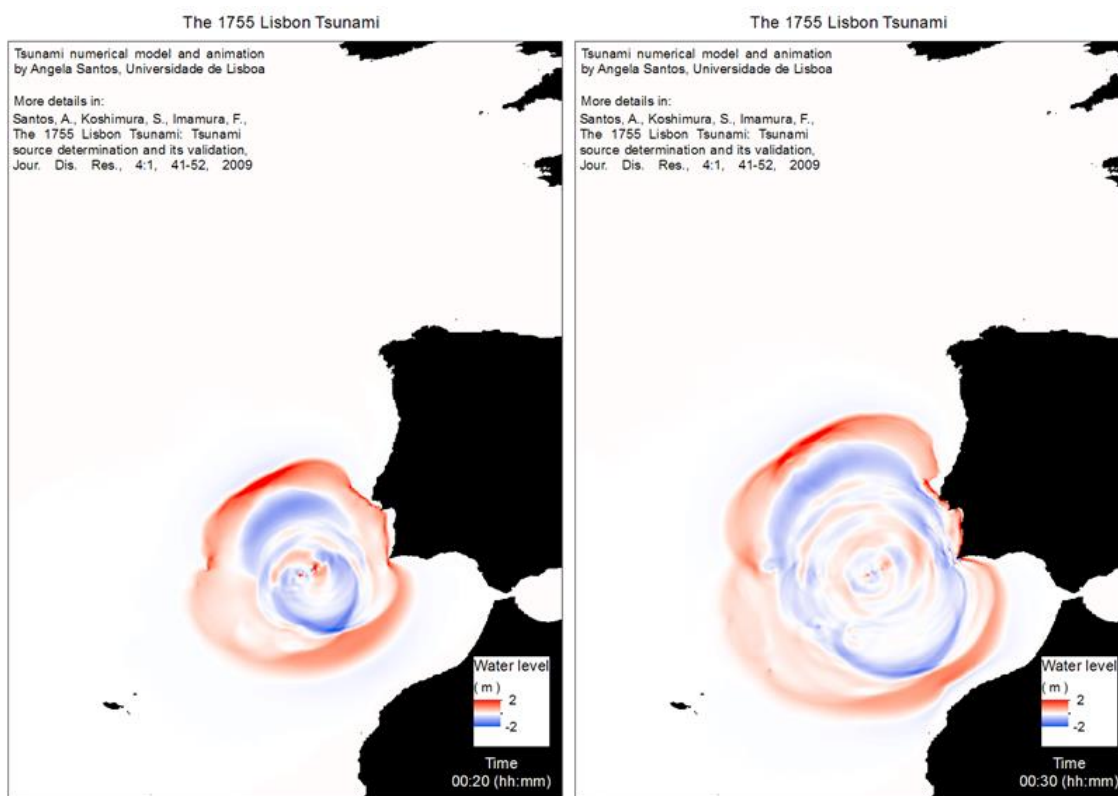 The 1755 Lisbon Tsunami
Tsunami numerical model and animation
by Angela Santos, Universidade de Lisboa
More details in:
Santos, A., Koshimura, S., Imamura, F.,
The 1755 Lisbon Tsunami: Tsunami
source determination and its validation,
Jour. Dis. Res., 4:1, 41-52, 2009
Water level
( m )
2
-2
Time
00:20 (hh:mm)
The 1755 Lisbon Tsunami
Tsunami numerical model and animation
by Angela Santos, Universidade de Lisboa
More details in:
Santos, A., Koshimura, S., Imamura, F.,
The 1755 Lisbon Tsunami: Tsunami
source determination and its validation,
Jour. Dis. Res., 4:1, 41-52, 2009
Water level
( m )
2
-2
Time
00:30 (hh:mm)